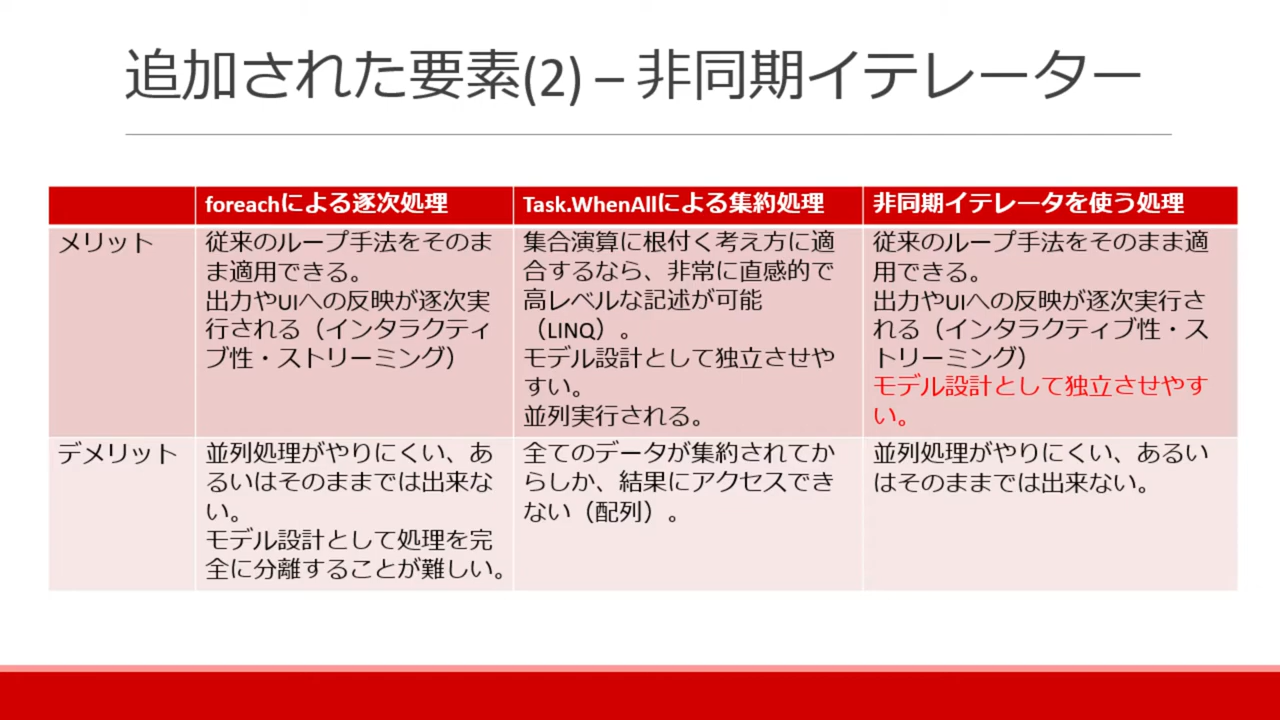 追加された要素(2) – 非同期イテレーター
foreachによる逐次処理
Task.WhenAllによる集約処理
非同期イテレータを使う処理
メリット
従来のループ手法をそのま
ま適用できる。
出力やUIへの反映が逐次実
行される（インタラクティ
ブ性・ストリーミング）
集合演算に根付く考え方に適
合するなら、非常に直感的で
高レベルな記述が可能
（LINQ）。
モデル設計として独立させや
すい。
並列実行される。
従来のループ手法をそのまま適
用できる。
出力やUIへの反映が逐次実行さ
れる（インタラクティブ性・ス
トリーミング）
モデル設計として独立させやす
い。
デメリット
並列処理がやりにくい、あ
るいはそのままでは出来な
い。
モデル設計として処理を完
全に分離することが難しい。
全てのデータが集約されてか
らしか、結果にアクセスでき
ない（配列）。
並列処理がやりにくい、あるい
はそのままでは出来ない。